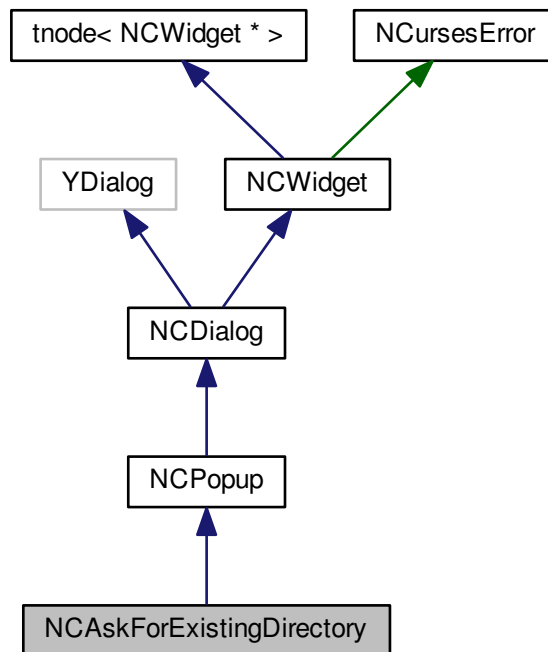 tnode< NCWidget * >
NCursesError
YDialog
NCWidget
NCDialog
NCPopup
NCAskForExistingDirectory